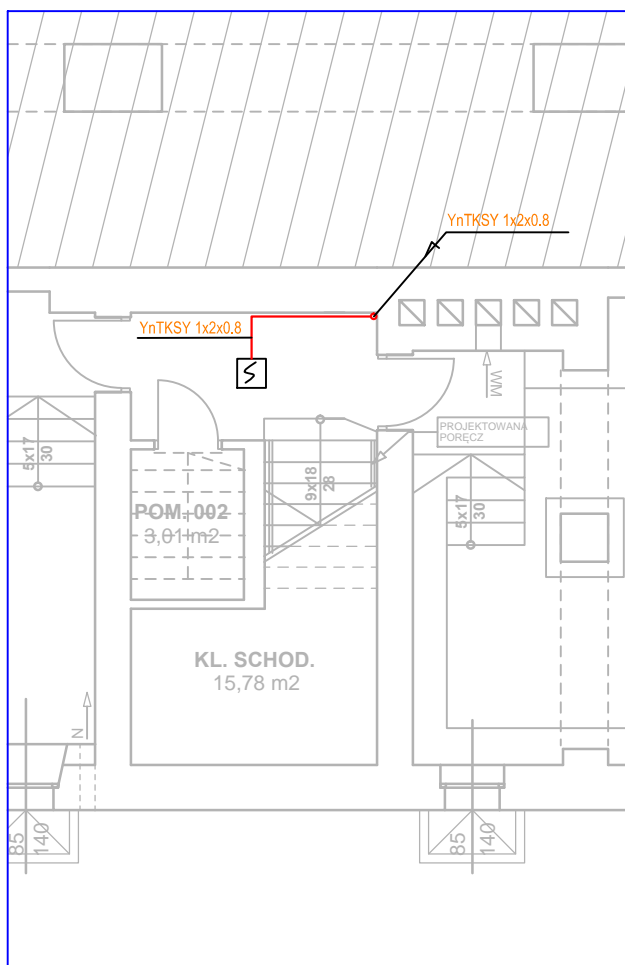 YnTKSY 1x2x0.8
YnTKSY 1x2x0.8
S
WM
PROJEKTOWANA
PORĘCZ
5x17
30
9x18
28
5x17
30
POM. 002
3,01 m2
KL. SCHOD.
15,78 m2
N
85
140
85
140